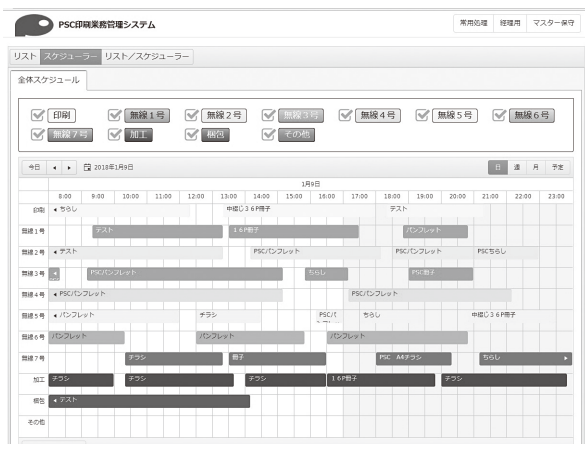 PSC印刷業務管理システム
常用処理 経理用 マスター保守
リスト スケジューラー リスト／スケジューラー
全体スケジュール
印刷 無線1号 無線2号 無線3号 無線4号 無線5号 無線6号
無線7号 加工 梱包 その他
今日 2018年1月9日 日 週 月 予定
1月9日
8:00 9:00 10:00 11:00 12:00 13:00 14:00 15:00 16:00 17:00 18:00 19:00 20:00 21:00 22:00 23:00
印刷 ちらし 中綴じ36P冊子 テスト
無線1号 テスト 16P冊子 パンフレット
無線2号 テスト PSCパンフレット PSCパンフレット PSCちらし
無線3号 PSCパンフレット ちらし PSC冊子
無線4号 PSCパンフレット PSCパンフレット
無線5号 パンフレット チラシ PSCパ ちらし 中綴じ36P冊子
無線6号 パンフレット パンフレット パンフレット
無線7号 チラシ 冊子 PSC A4チラシ ちらし
加工 チラシ チラシ チラシ 16P冊子 チラシ
梱包 テスト
その他